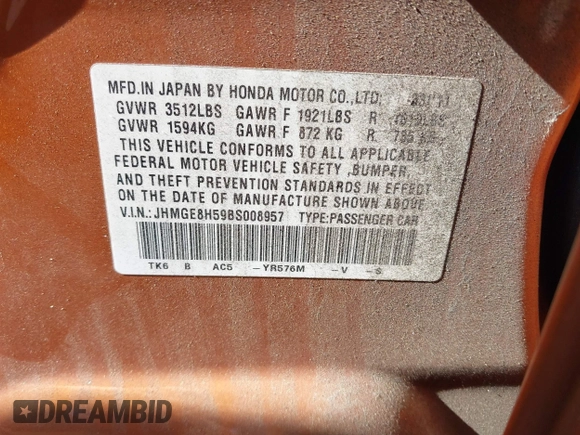 MFD.IN JAPAN BY HONDA MOTOR CO.,LTD.
GVWR 3512LBS GAWR F 1921LBS R
GVWR 1594KG GAWR F 872 KG R 785 KG
THIS VEHICLE CONFORMS TO ALL APPLICABLE
FEDERAL MOTOR VEHICLE SAFETY ,BUMPER,
AND THEFT PREVENTION STANDARDS IN EFFECT
ON THE DATE OF MANUFACTURE SHOWN ABOVE
V.I.N.:JHMGE8H59BS008957 TYPE:PASSENGER CAR
TK6 B AC5 -YR576M -V -S
DREAMBID